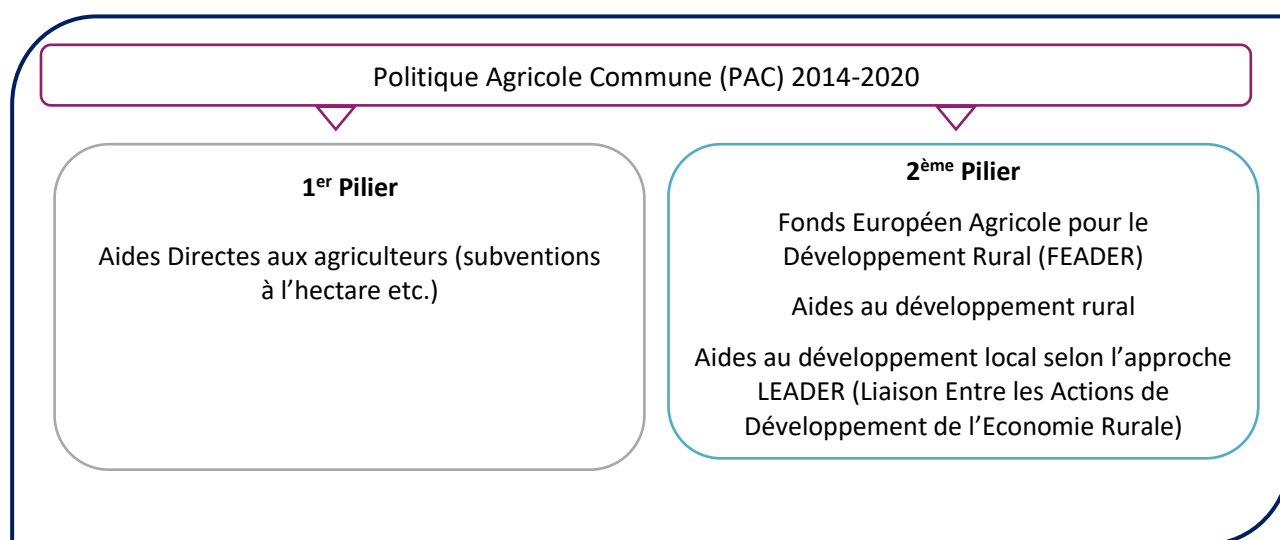 Politique Agricole Commune (PAC) 2014-2020
1er Pilier
Aides Directes aux agriculteurs (subventions
à l’hectare etc.)
2ème Pilier
Fonds Européen Agricole pour le
Développement Rural (FEADER)
Aides au développement rural
Aides au développement local selon l’approche
LEADER (Liaison Entre les Actions de
Développement de l’Economie Rurale)